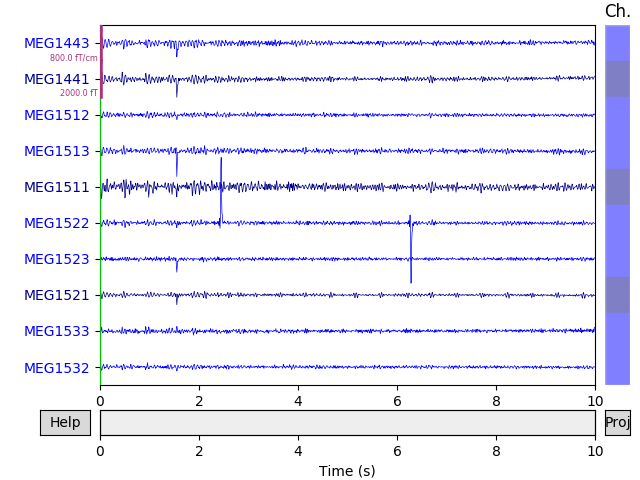 Ch.
MEG1443
800.0 fT/cm
MEG1441
2000.0 fT
MEG1512
MEG1513
MEG1511
MEG1522
MEG1523
MEG1521
MEG1533
MEG1532
0 2 4 6 8 10
Help
Proj
0 2 4 6 8 10
Time (s)